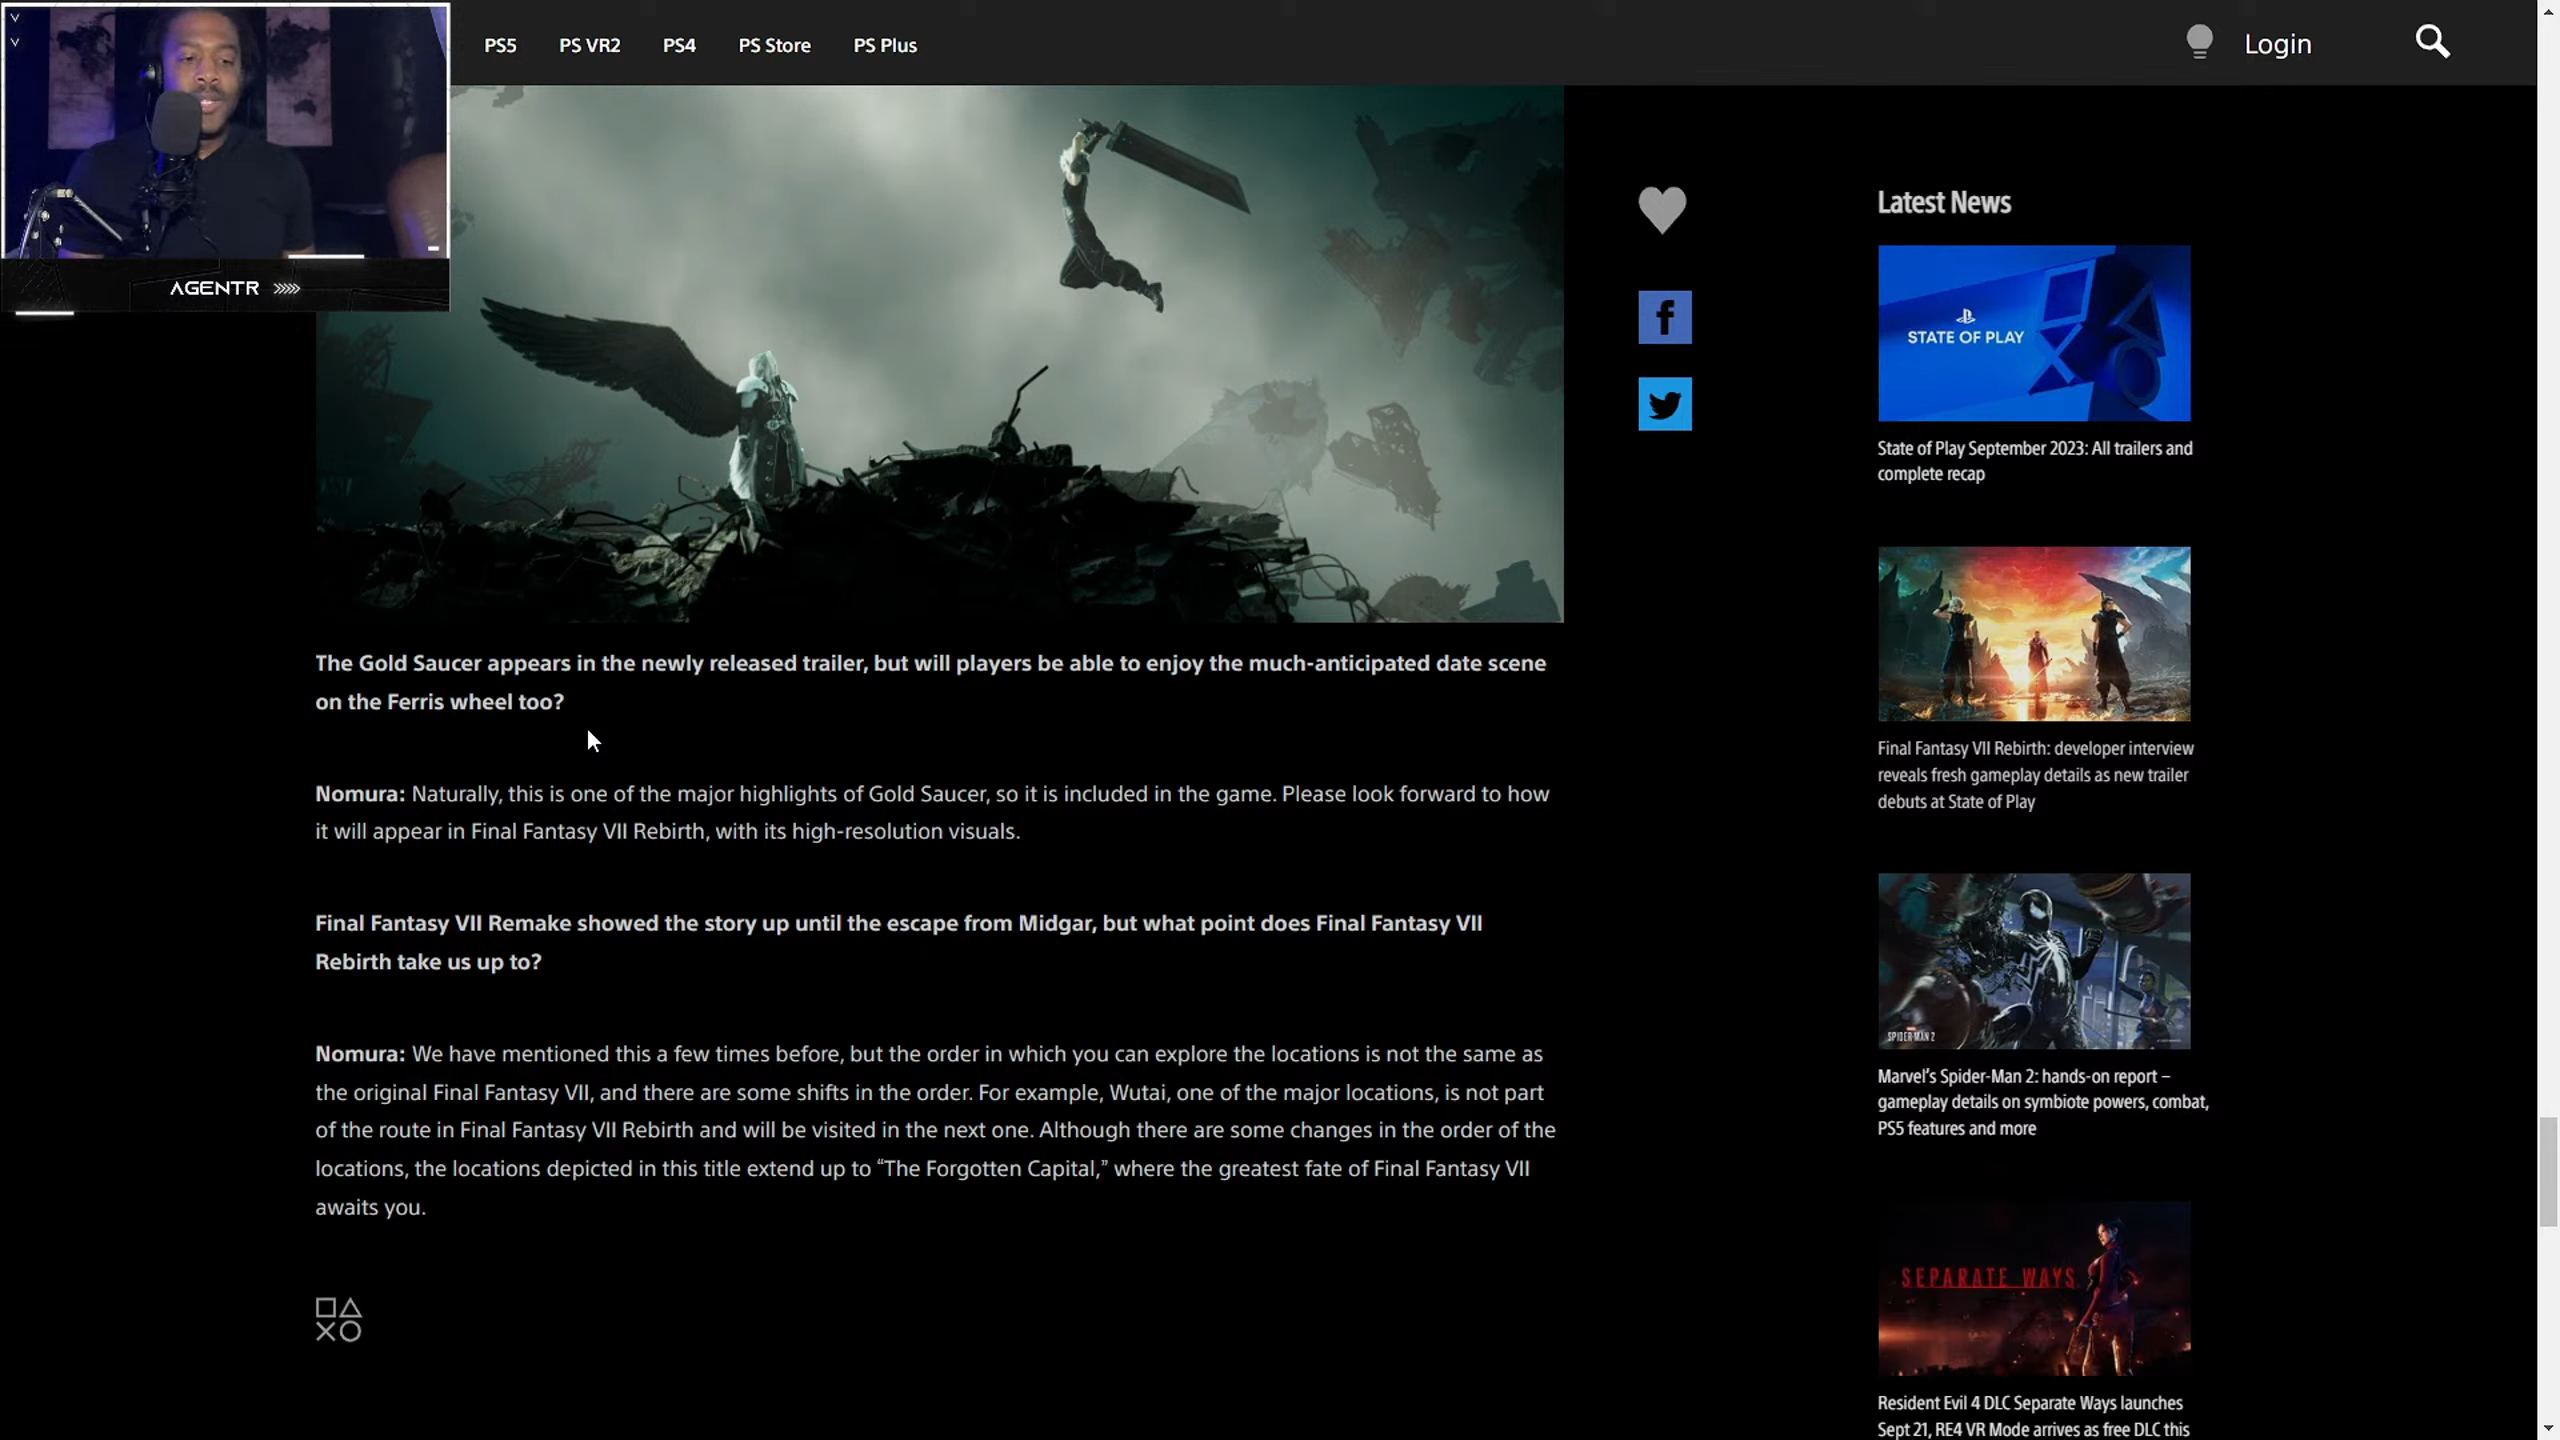 PS5
PS VR2
PS4
PS Store
PS Plus
Login
AGENTR
The Gold Saucer appears in the newly released trailer, but will players be able to enjoy the much-anticipated date scene
on the Ferris wheel too?
Nomura: Naturally, this is one of the major highlights of Gold Saucer, so it is included in the game. Please look forward to how
it will appear in Final Fantasy VII Rebirth, with its high-resolution visuals.
Final Fantasy VII Remake showed the story up until the escape from Midgar, but what point does Final Fantasy VII
Rebirth take us up to?
Nomura: We have mentioned this a few times before, but the order in which you can explore the locations is not the same as
the original Final Fantasy VII, and there are some shifts in the order. For example, Wutai, one of the major locations, is not part
of the route in Final Fantasy VII Rebirth and will be visited in the next one. Although there are some changes in the order of the
locations, the locations depicted in this title extend up to “The Forgotten Capital,” where the greatest fate of Final Fantasy VII
awaits you.
Latest News
STATE OF PLAY
State of Play September 2023: All trailers and
complete recap
Final Fantasy VII Rebirth: developer interview
reveals fresh gameplay details as new trailer
debuts at State of Play
SPIDER-MAN 2
Marvel’s Spider-Man 2: hands-on report –
gameplay details on symbiote powers, combat,
PS5 features and more
SEPARATE WAYS
Resident Evil 4 DLC Separate Ways launches
Sept 21, RE4 VR Mode arrives as free DLC this